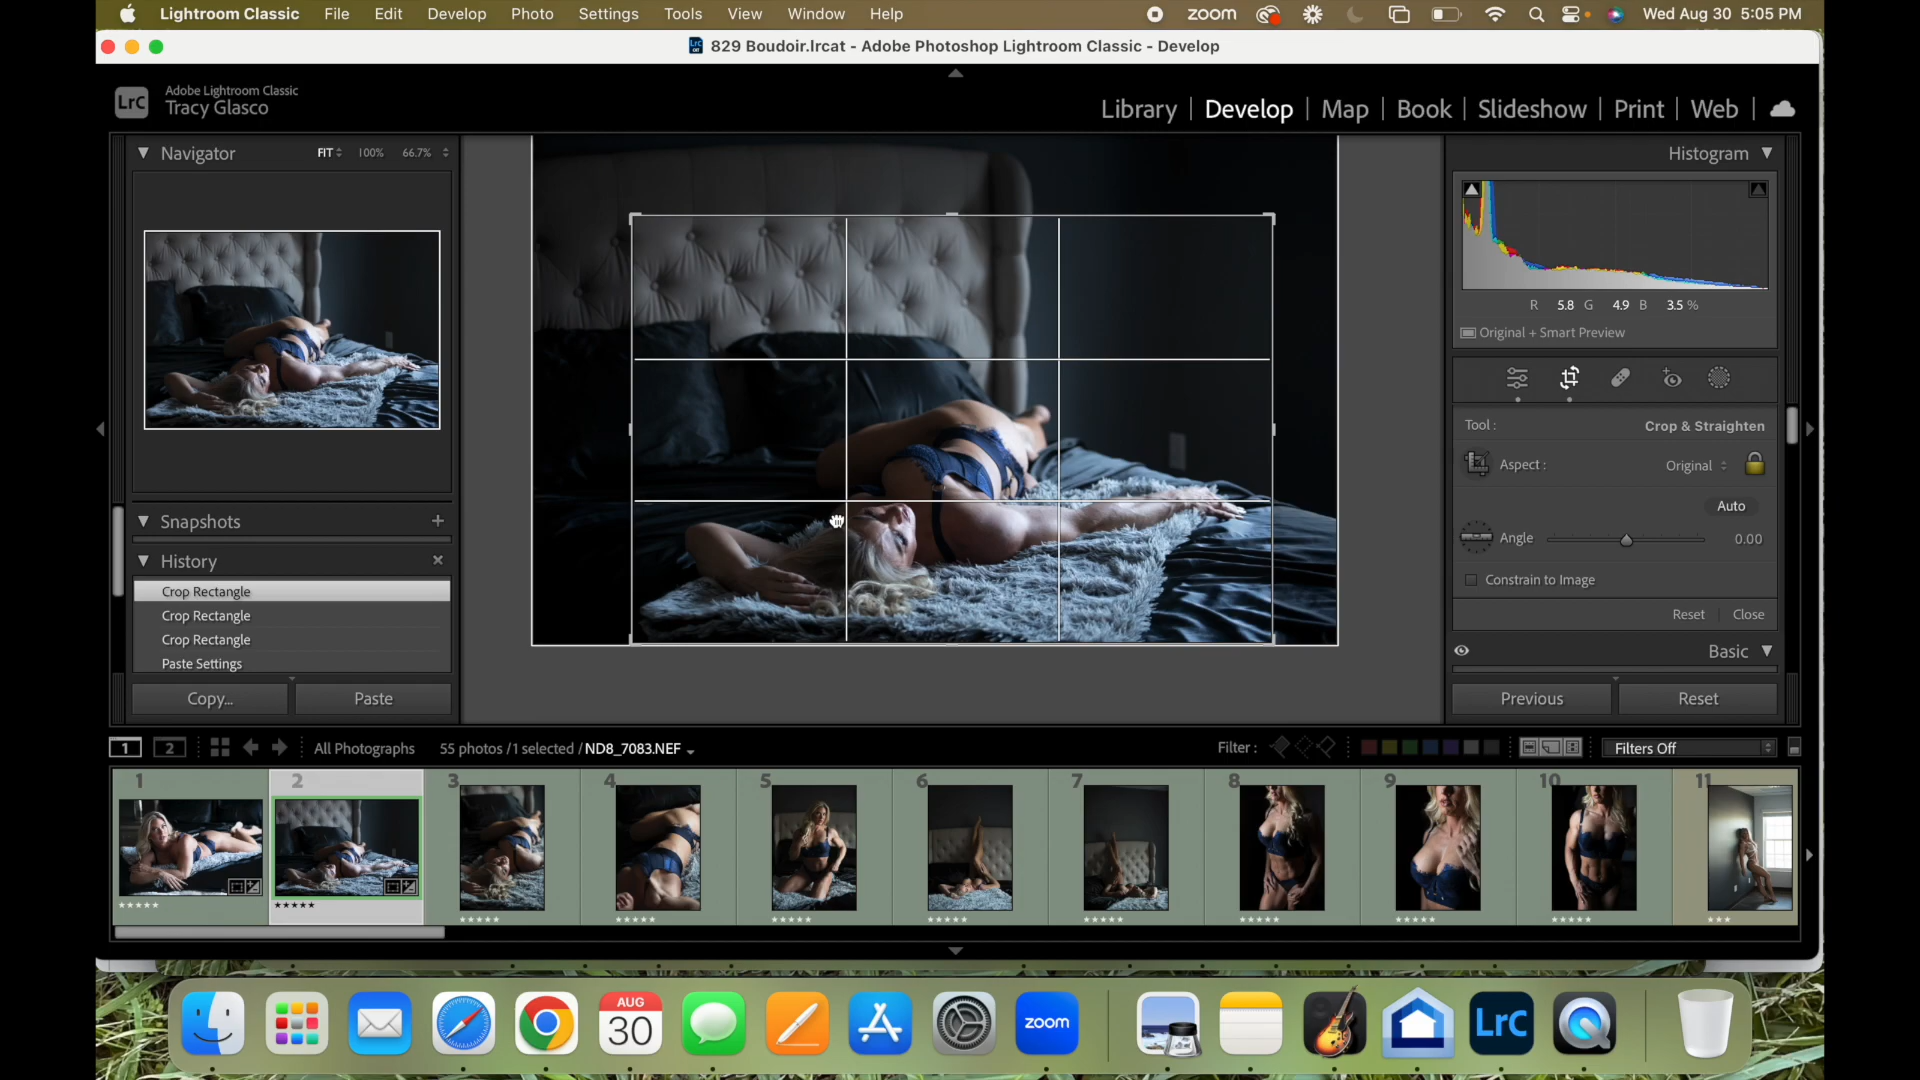 Lightroom Classic File Edit Develop Photo Settings Tools View Window Help zoom Wed Aug 30 5:05 PM
829 Boudoir.lrcat - Adobe Photoshop Lightroom Classic - Develop
LrC Adobe Lightroom Classic
Tracy Glasco
Library | Develop | Map | Book | Slideshow | Print | Web
Navigator FIT 100% 66.7%
Histogram
R 5.8 G 4.9 B 3.5 %
Original + Smart Preview
Tool : Crop & Straighten
Aspect : Original
Auto
Angle 0.00
Constrain to Image
Reset Close
Basic
Previous Reset
Snapshots
History
Crop Rectangle
Crop Rectangle
Crop Rectangle
Paste Settings
Copy... Paste
1 2 All Photographs 55 photos / 1 selected / ND8_7083.NEF Filter : Filters Off
1 2 3 4 5 6 7 8 9 10 11
AUG
30
zoom
LrC